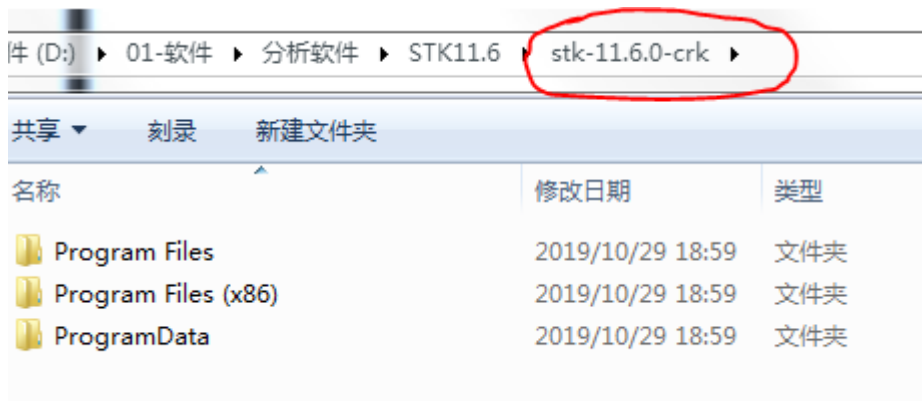 件 (D:) ▸ 01-软件 ▸ 分析软件 ▸ STK11.6 ▸ stk-11.6.0-crk ▸
共享 ▾ 刻录 新建文件夹
名称 修改日期 类型
Program Files 2019/10/29 18:59 文件夹
Program Files (x86) 2019/10/29 18:59 文件夹
ProgramData 2019/10/29 18:59 文件夹